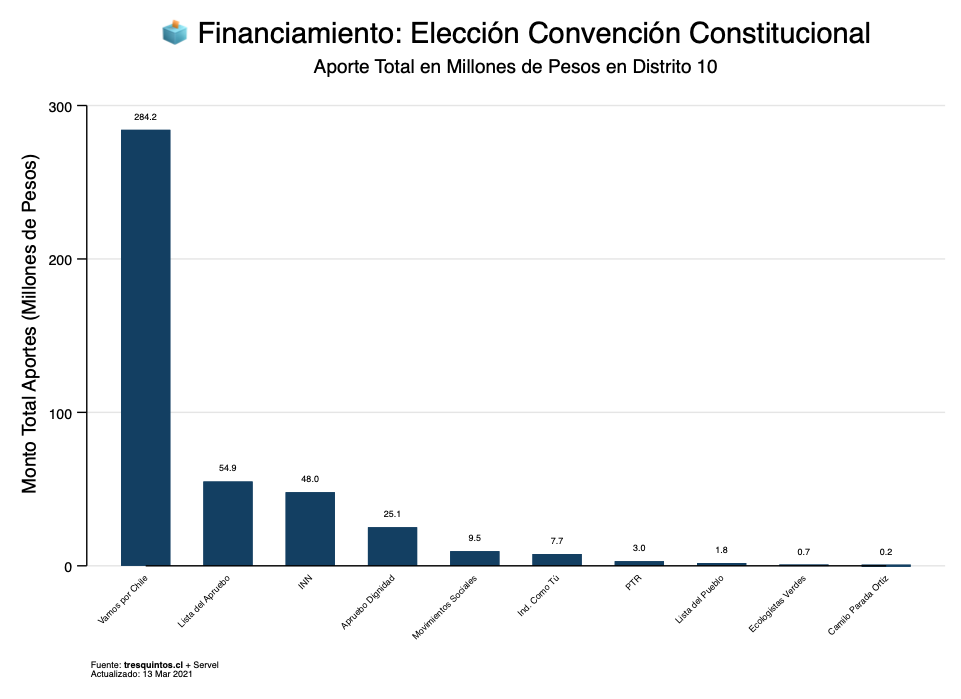 Financiamiento: Elección Convención Constitucional
Aporte Total en Millones de Pesos en Distrito 10
Monto Total Aportes (Millones de Pesos)
300
200
100
0
284.2
54.9
48.0
25.1
9.5
7.7
3.0
1.8
0.7
0.2
Vamos por Chile
Lista del Apruebo
INN
Apruebo Dignidad
Movimientos Sociales
Ind. Como Tú
PTR
Lista del Pueblo
Ecologistas Verdes
Camilo Parada Ortiz
Fuente: tresquintos.cl + Servel
Actualizado: 13 Mar 2021